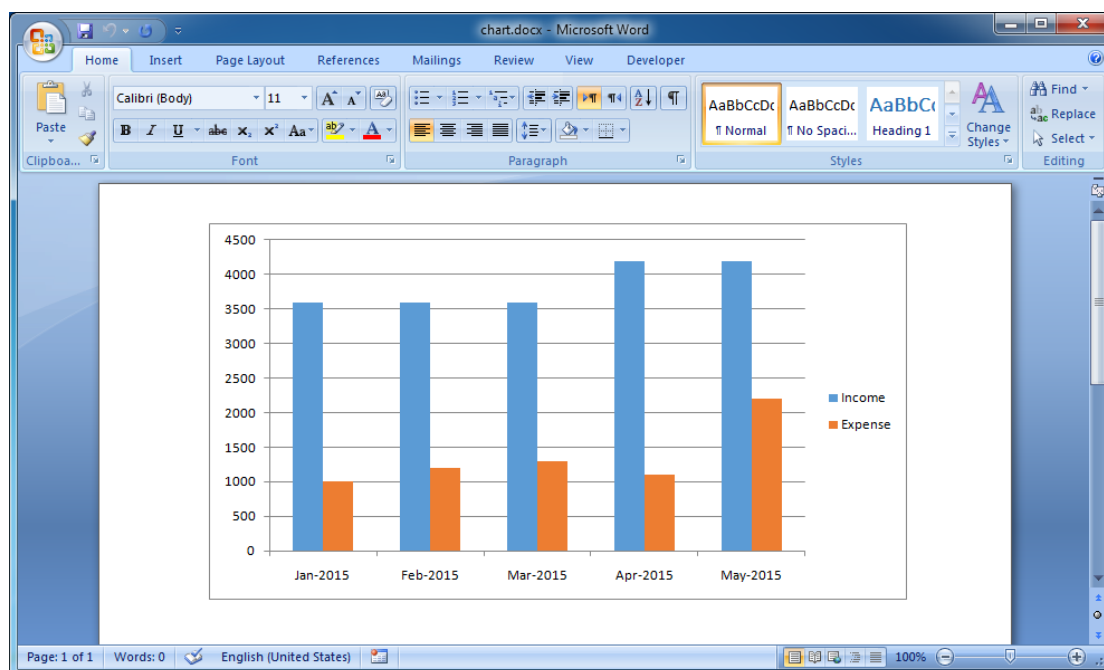 chart.docx - Microsoft Word
Home Insert Page Layout References Mailings Review View Developer
Paste
Calibri (Body) 11
B I U abc x₂ x² Aa ab A
AaBbCcDc AaBbCcDc AaBbCc
¶ Normal ¶ No Spaci... Heading 1
Change
Styles
Find
Replace
Select
Clipboa... Font Paragraph Styles Editing
4500
4000
3500
3000
2500
2000
1500
1000
500
0
Jan-2015 Feb-2015 Mar-2015 Apr-2015 May-2015
Income
Expense
Page: 1 of 1 Words: 0 English (United States) 100%